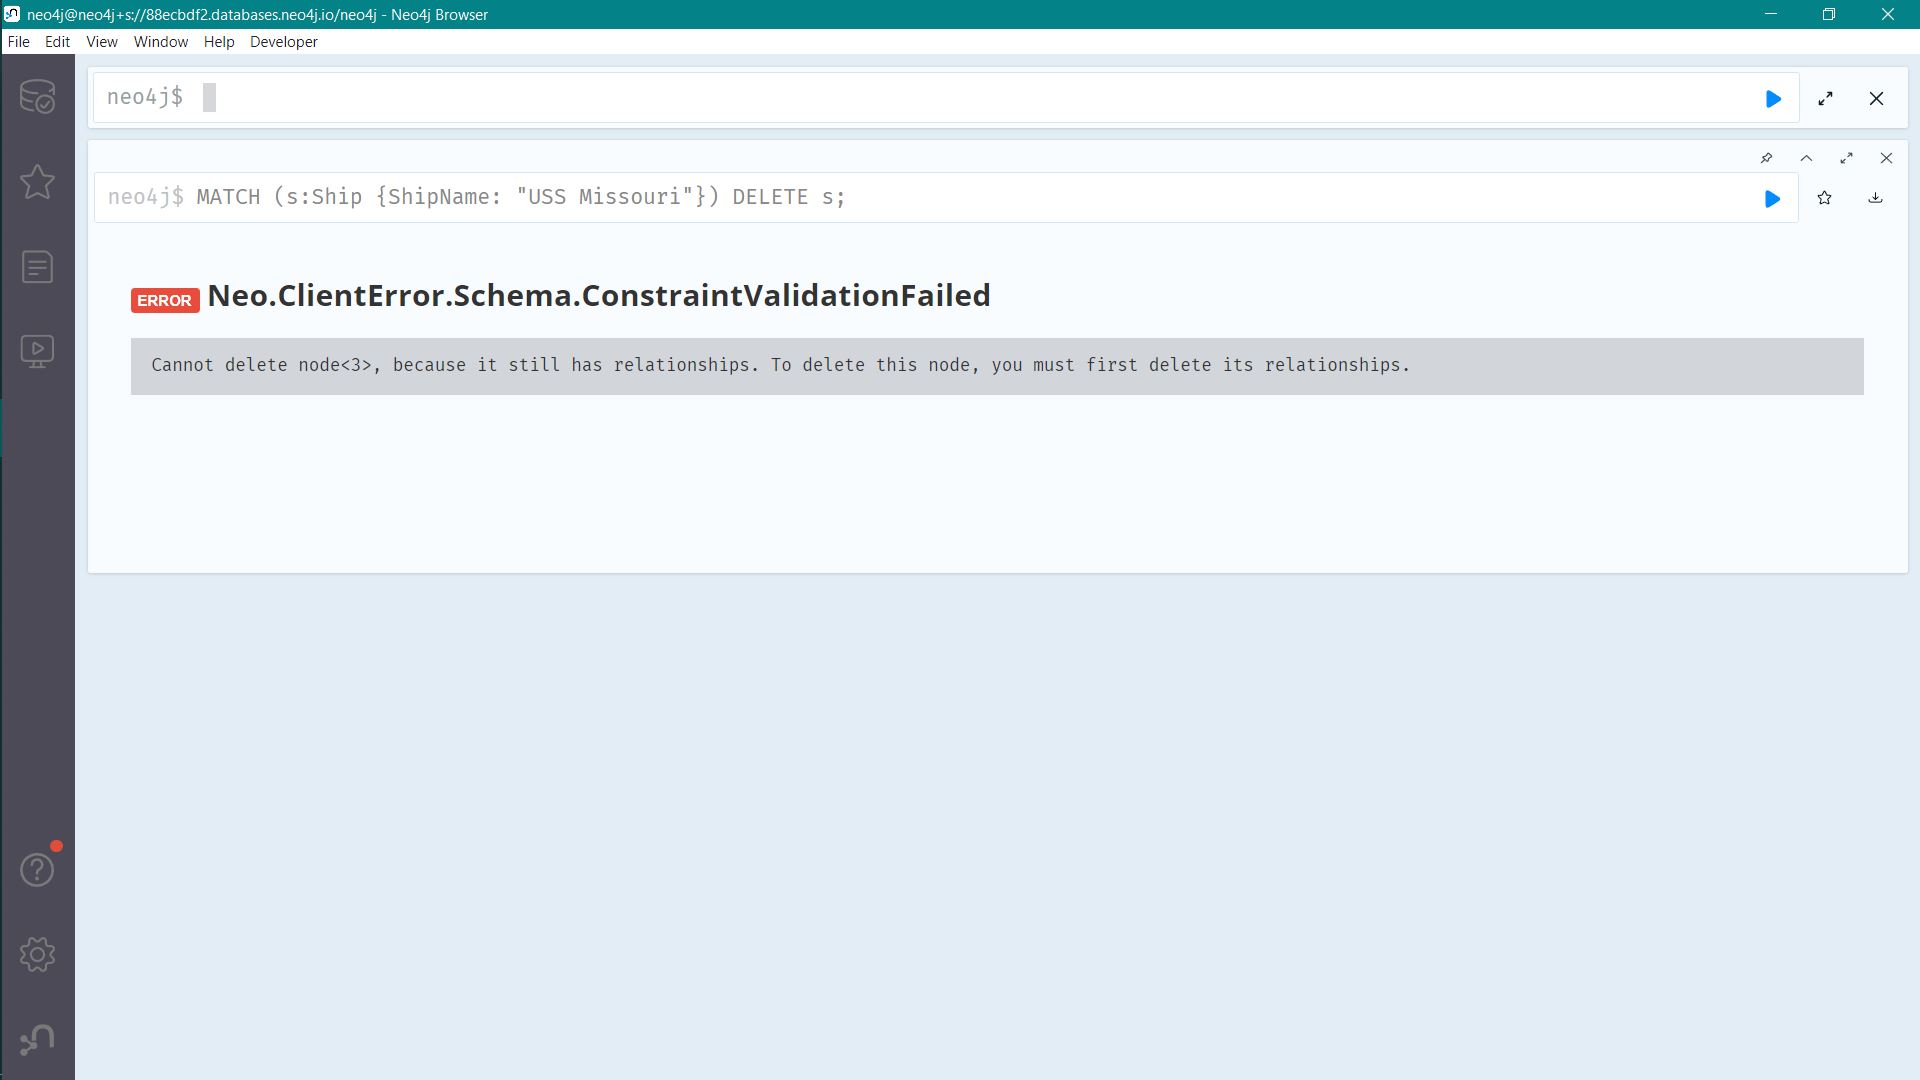 neo4j@neo4j+s://88ecbdf2.databases.neo4j.io/neo4j - Neo4j Browser
File Edit View Window Help Developer
neo4j$
neo4j$ MATCH (s:Ship {ShipName: "USS Missouri"}) DELETE s;
ERROR Neo.ClientError.Schema.ConstraintValidationFailed
Cannot delete node<3>, because it still has relationships. To delete this node, you must first delete its relationships.